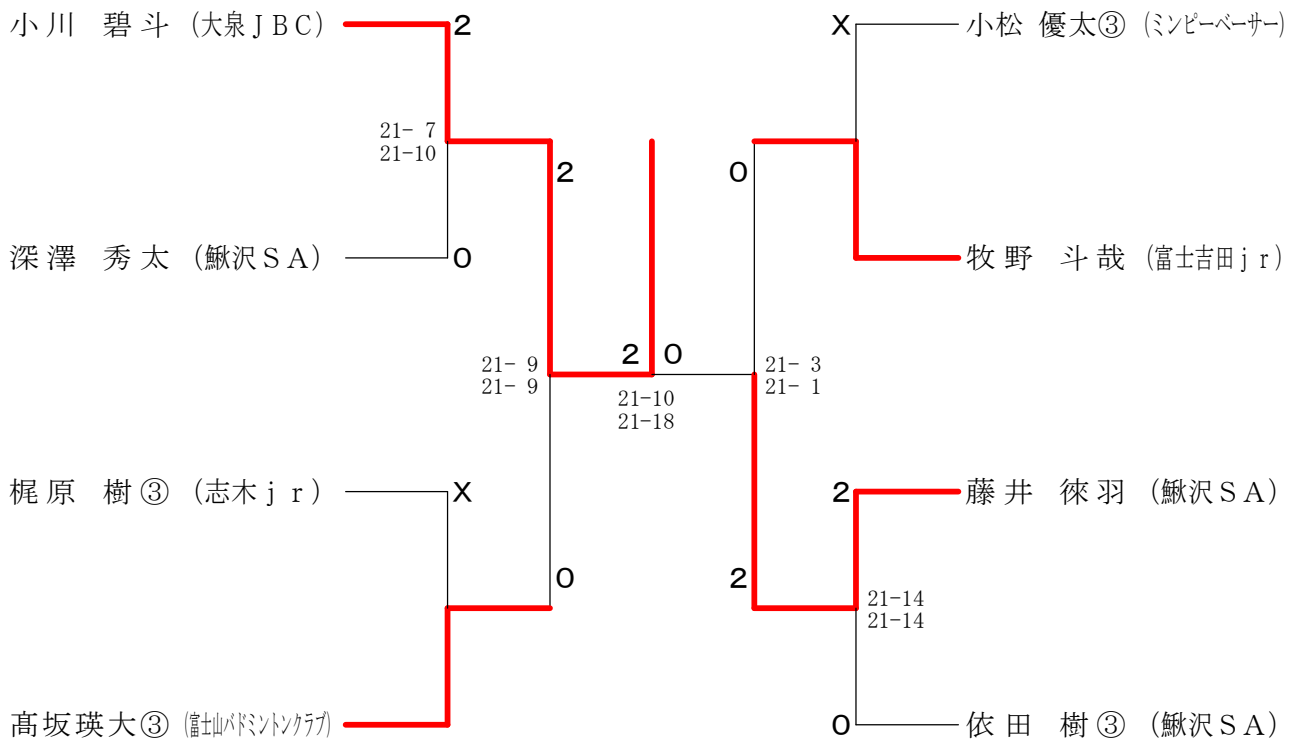 小川 碧斗 (大泉ＪＢＣ)
2
X
小松 優太③ (ミンピーベーサー)
21- 7
21-10
2
0
深澤 秀太 (鰍沢ＳＡ)
0
牧野 斗哉 (富士吉田ｊｒ)
21- 9
21- 9
2
0
21-10
21-18
21- 3
21- 1
梶原 樹③ (志木ｊｒ)
X
2
藤井 徠羽 (鰍沢ＳＡ)
0
2
21-14
21-14
髙坂瑛大③ (富士山バドミントンクラブ)
0
依田 樹③ (鰍沢ＳＡ)